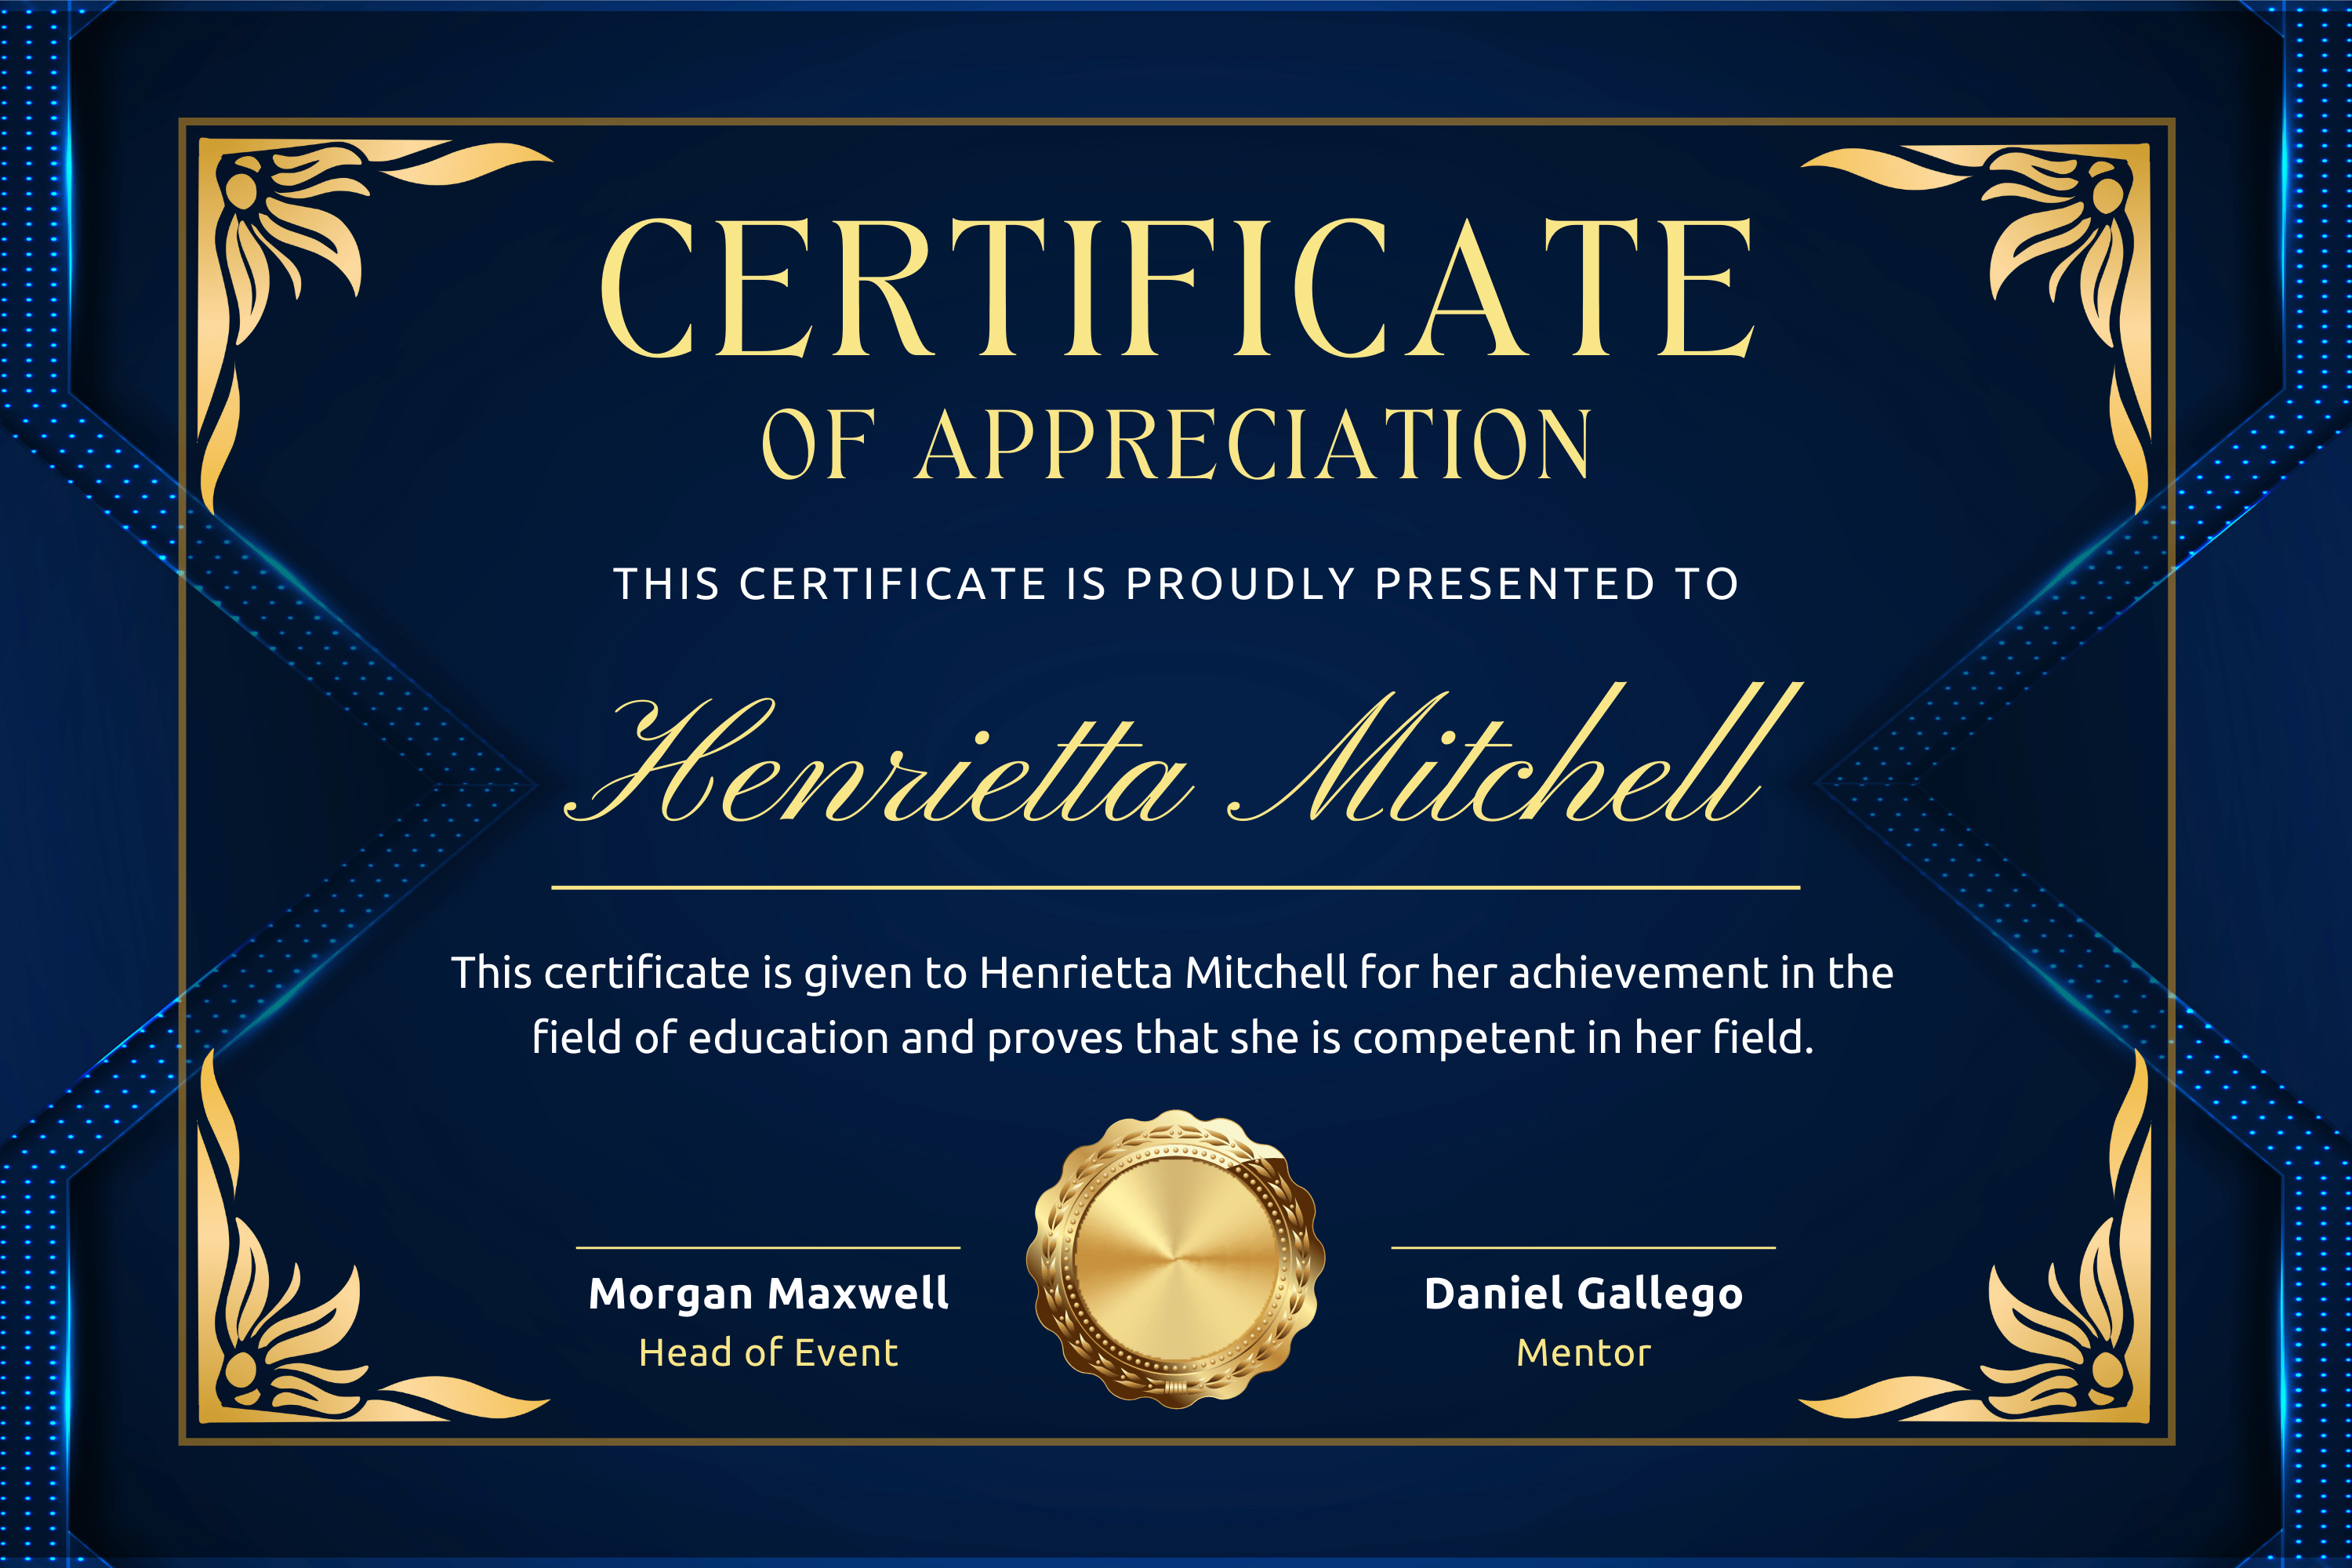 CERTIFICATE
OF APPRECIATION
THIS CERTIFICATE IS PROUDLY PRESENTED TO
Henrietta Mitchell
This certificate is given to Henrietta Mitchell for her achievement in the
field of education and proves that she is competent in her field.
Morgan Maxwell
Head of Event
Daniel Gallego
Mentor